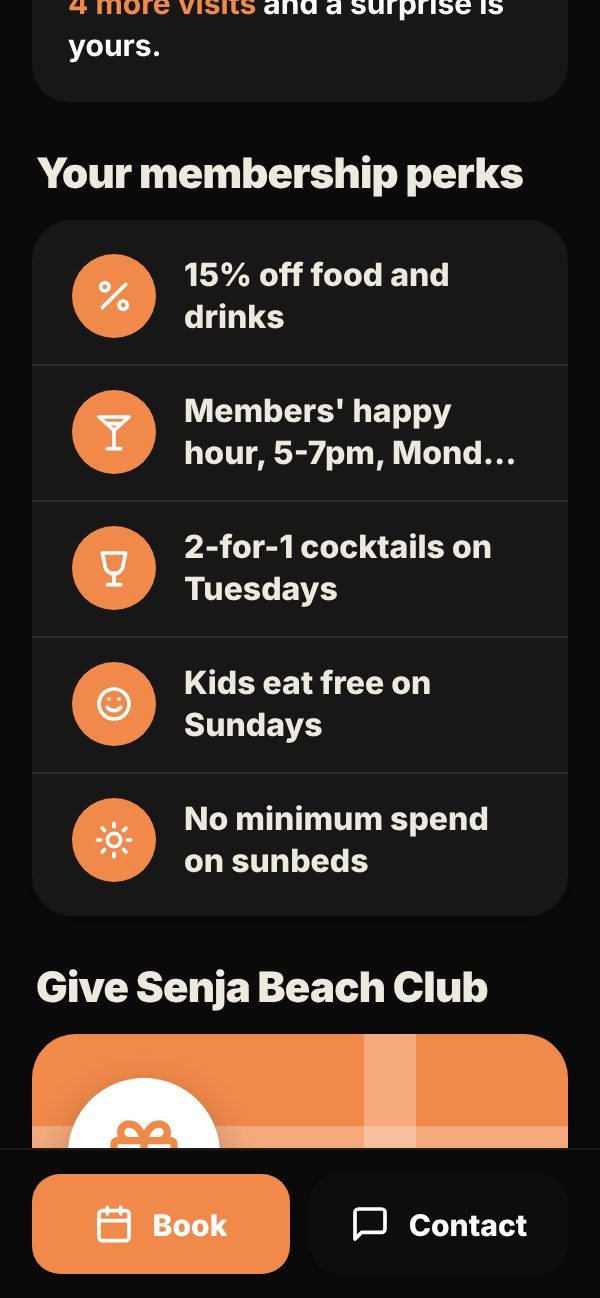 4 more visits and a surprise is
yours.
Your membership perks
15% off food and
drinks
Members' happy
hour, 5-7pm, Mond...
2-for-1 cocktails on
Tuesdays
Kids eat free on
Sundays
No minimum spend
on sunbeds
Give Senja Beach Club
Book
Contact